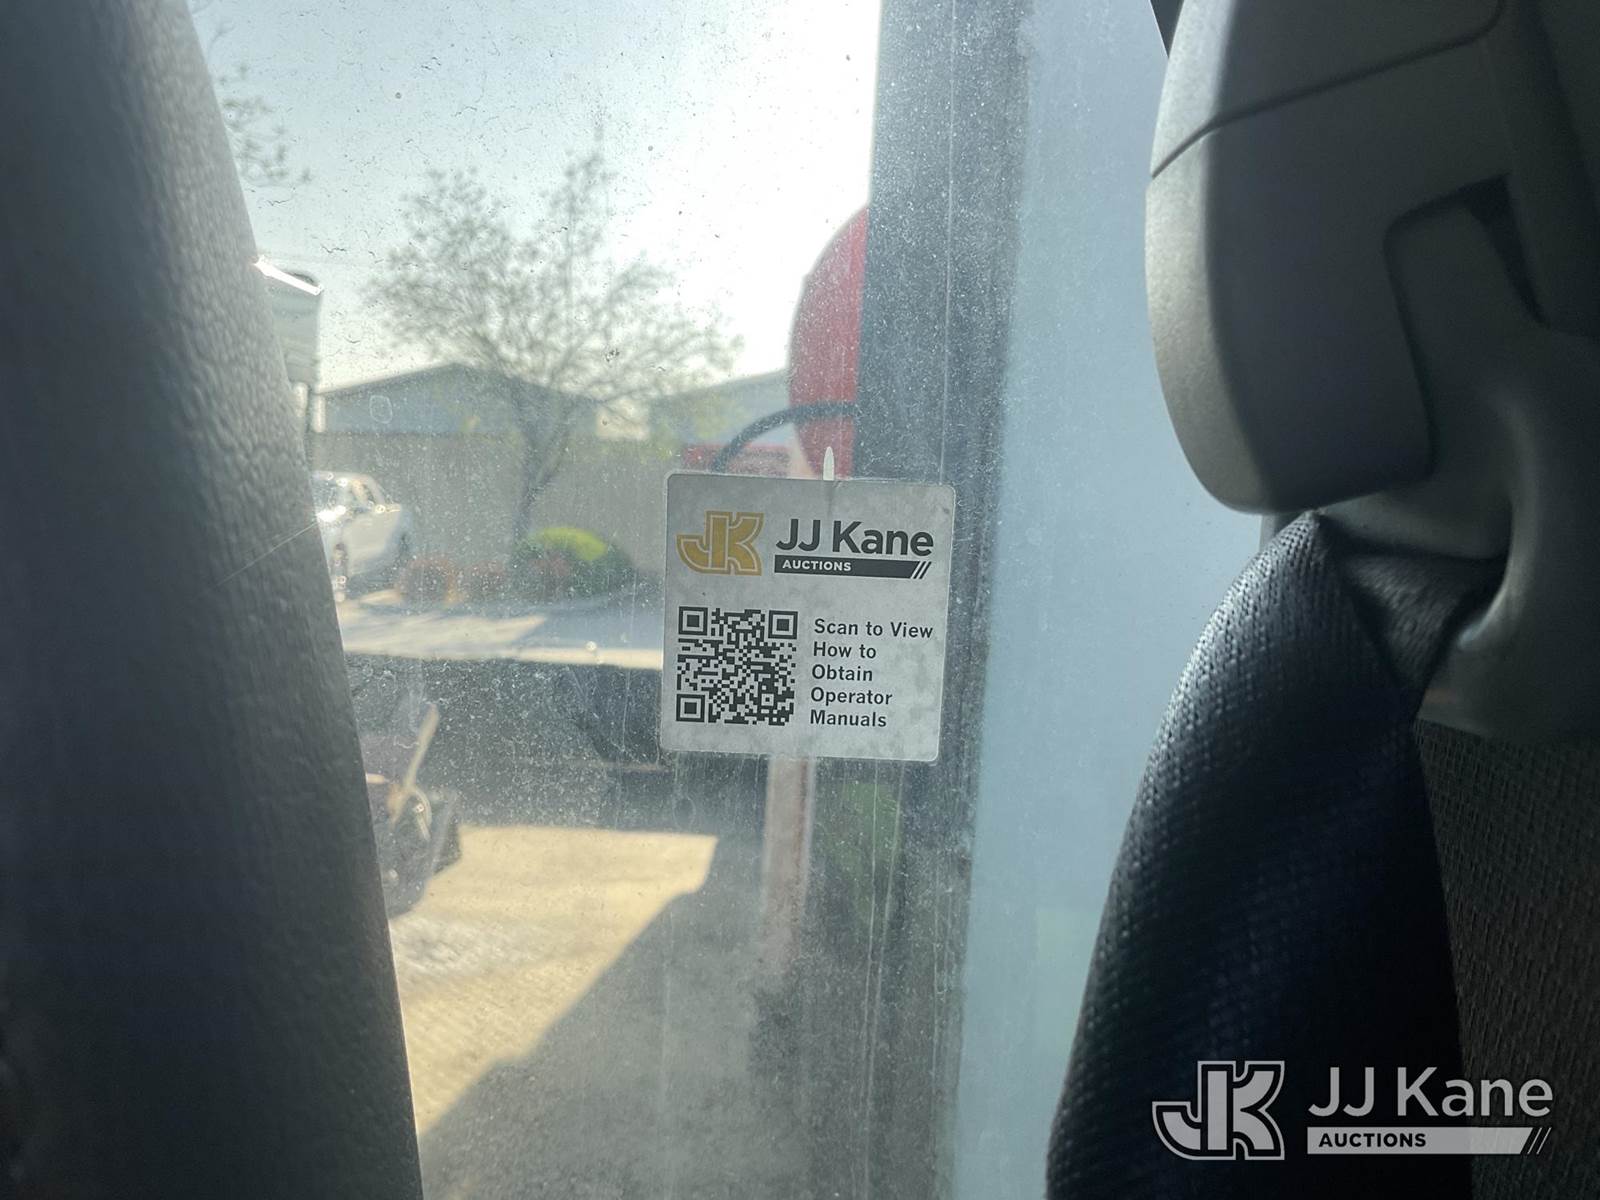 JK JJ Kane
AUCTIONS
Scan to View
How to
Obtain
Operator
Manuals
JK JJ Kane
AUCTIONS